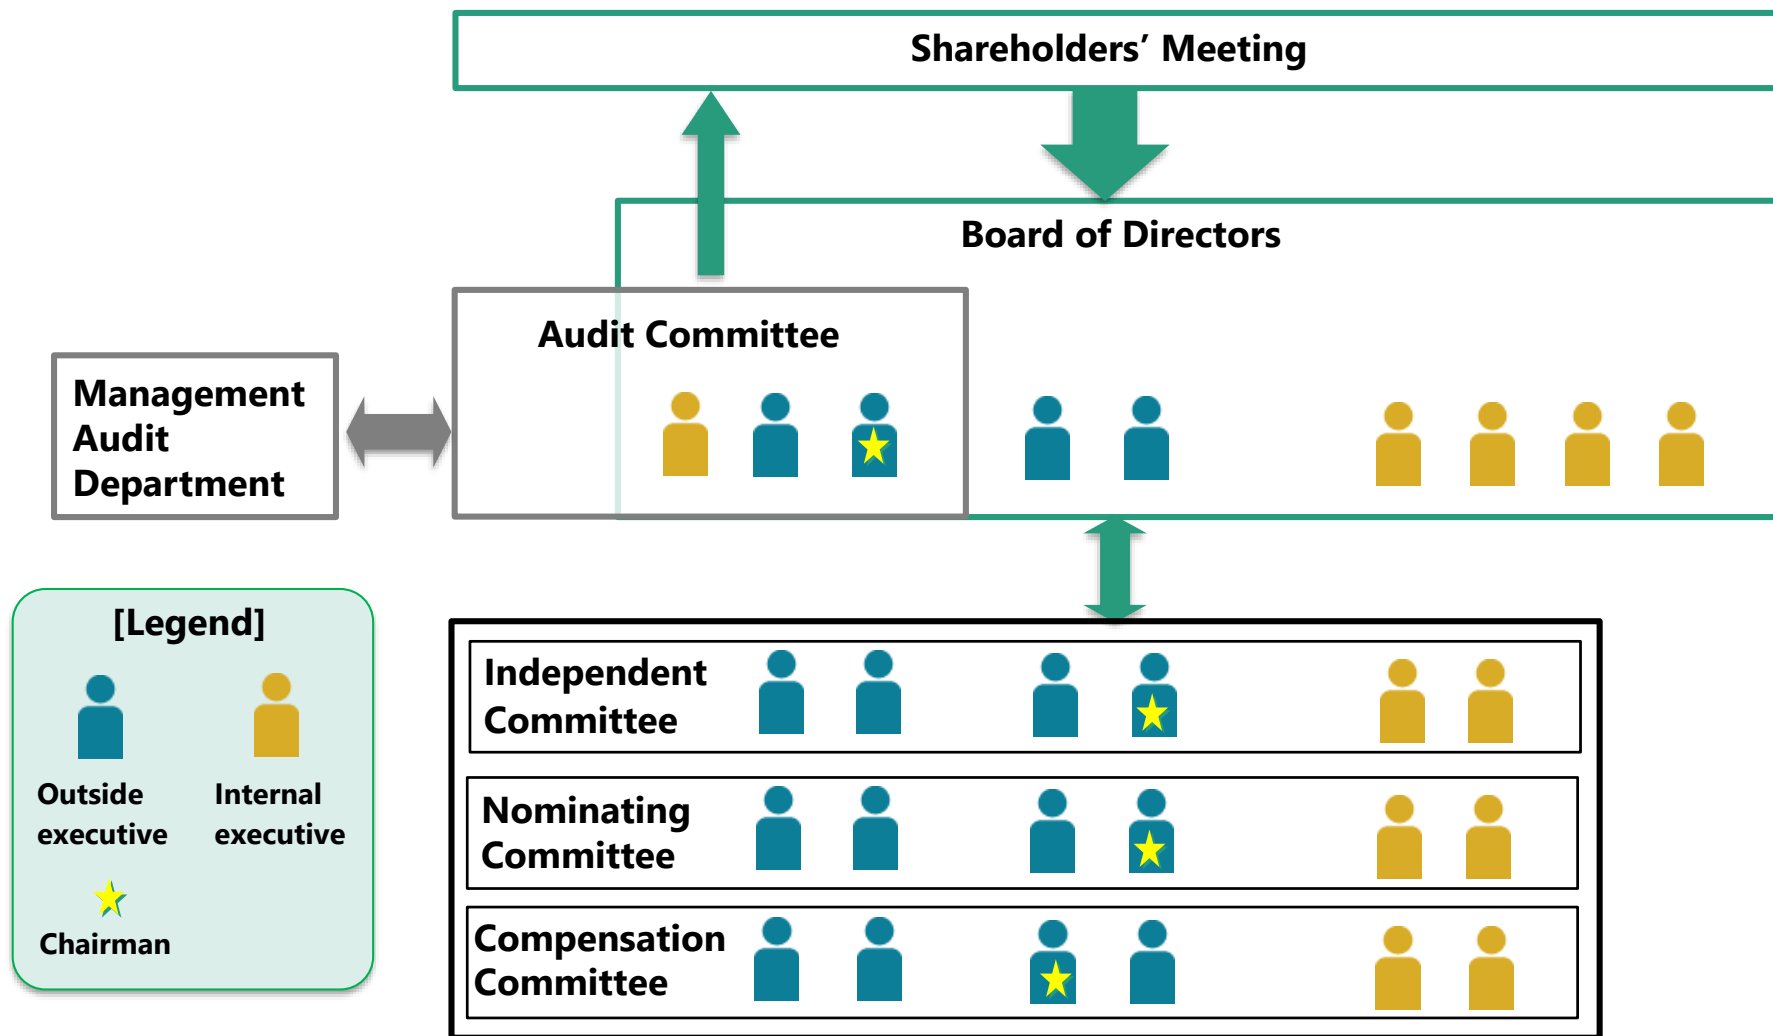 Shareholders’ Meeting
Board of Directors
Audit Committee
Management
Audit
Department
[Legend]
Outside
executive
Internal
executive
Chairman
Independent
Committee
Nominating
Committee
Compensation
Committee